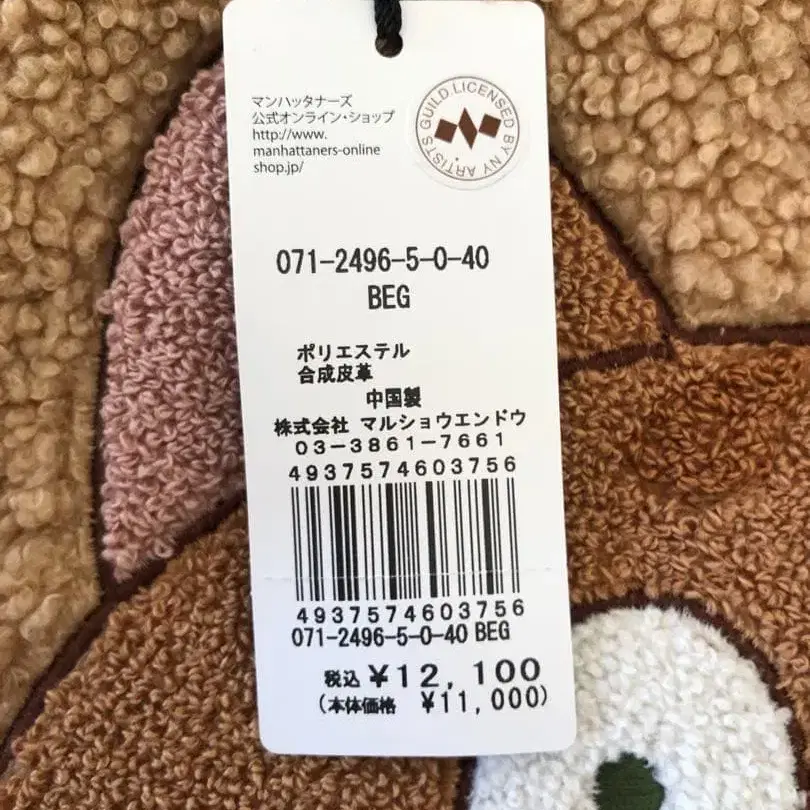 マンハッタナーズ
公式オンライン・ショップ
http://www.
manhattaners-online
shop.jp/
GUILD.LICENSED BY NY ARTISTS
071-2496-5-0-40
BEG
ポリエステル
合成皮革
中国製
株式会社 マルショウエンドウ
03-3861-7661
4937574603756
4937574603756
071-2496-5-0-40 BEG
税込 ¥12,100
(本体価格 ¥11,000)